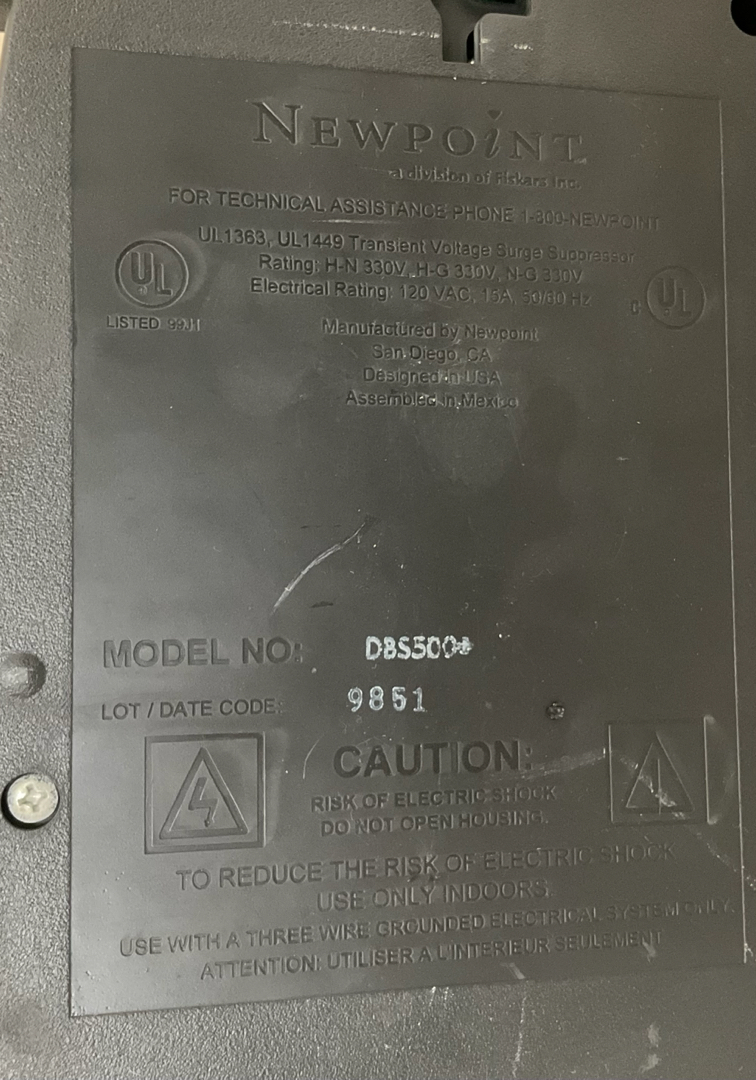 NEWPOiNT
a division of Fiskars Inc.
FOR TECHNICAL ASSISTANCE PHONE 1-800-NEWPOINT
UL1363, UL1449 Transient Voltage Surge Suppressor
Rating: H-N 330V, H-G 330V, N-G 330V
Electrical Rating: 120 VAC, 15A, 50/60 Hz
UL
LISTED 99J1
c UL
Manufactured by Newpoint
San Diego, CA
Designed in USA
Assembled in Mexico
MODEL NO:
LOT / DATE CODE: 9851
CAUTION:
RISK OF ELECTRIC SHOCK
DO NOT OPEN HOUSING.
TO REDUCE THE RISK OF ELECTRIC SHOCK
USE ONLY INDOORS.
USE WITH A THREE WIRE GROUNDED ELECTRICAL SYSTEM ONLY.
ATTENTION: UTILISER A L'INTERIEUR SEULEMENT